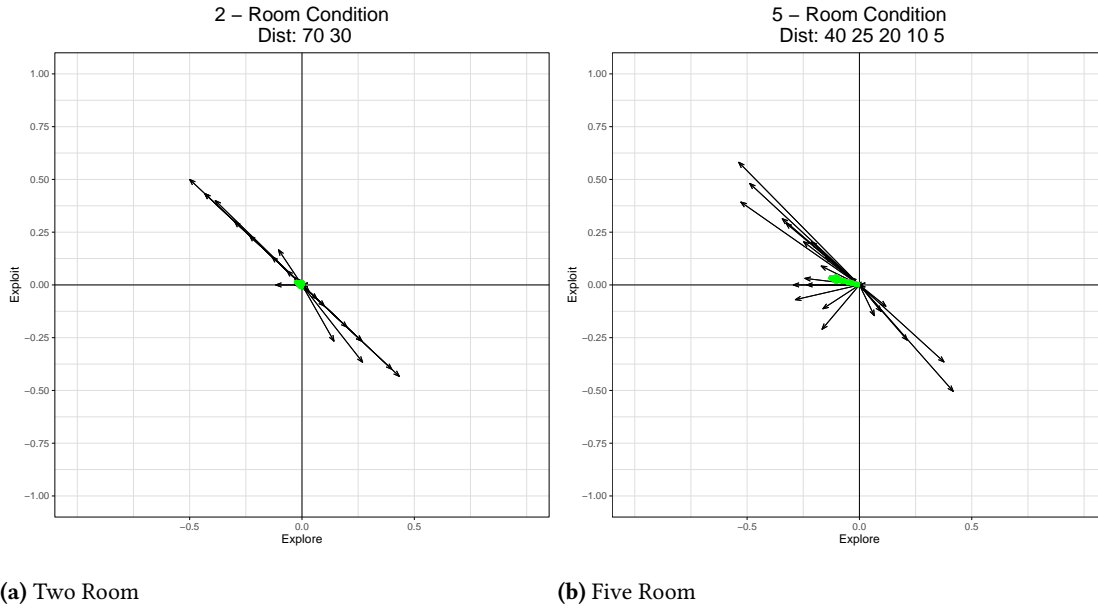 2 – Room Condition
Dist: 70 30
1.00
0.75
0.50
0.25
0.00
−0.25
−0.50
−0.75
−1.00
Exploit
−0.5
0.0
0.5
Explore
5 – Room Condition
Dist: 40 25 20 10 5
1.00
0.75
0.50
0.25
0.00
−0.25
−0.50
−0.75
−1.00
Exploit
−0.5
0.0
0.5
Explore
(a) Two Room
(b) Five Room